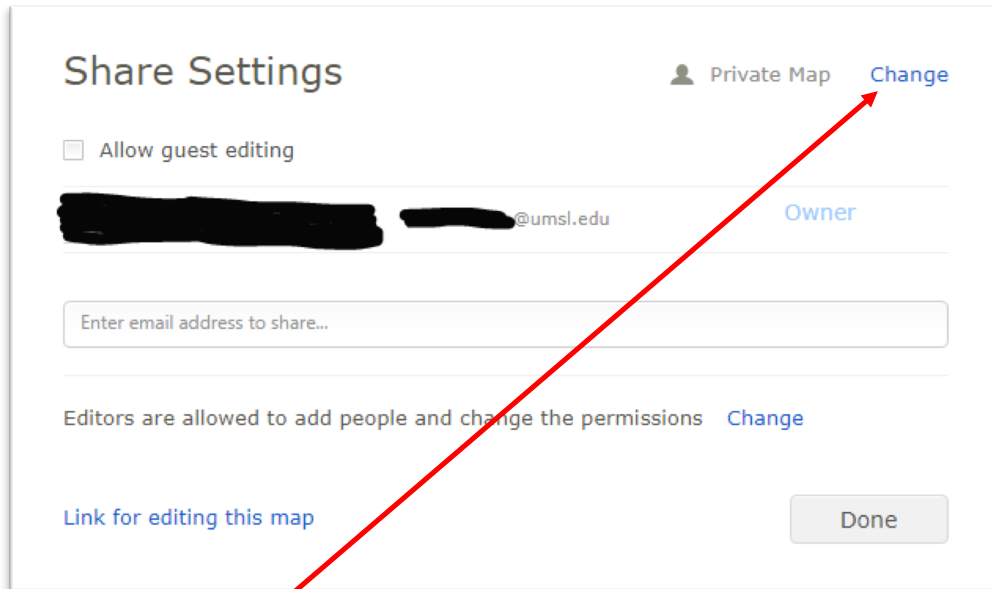 Share Settings
Private Map Change
Allow guest editing
@umsl.edu Owner
Enter email address to share...
Editors are allowed to add people and change the permissions Change
Link for editing this map Done